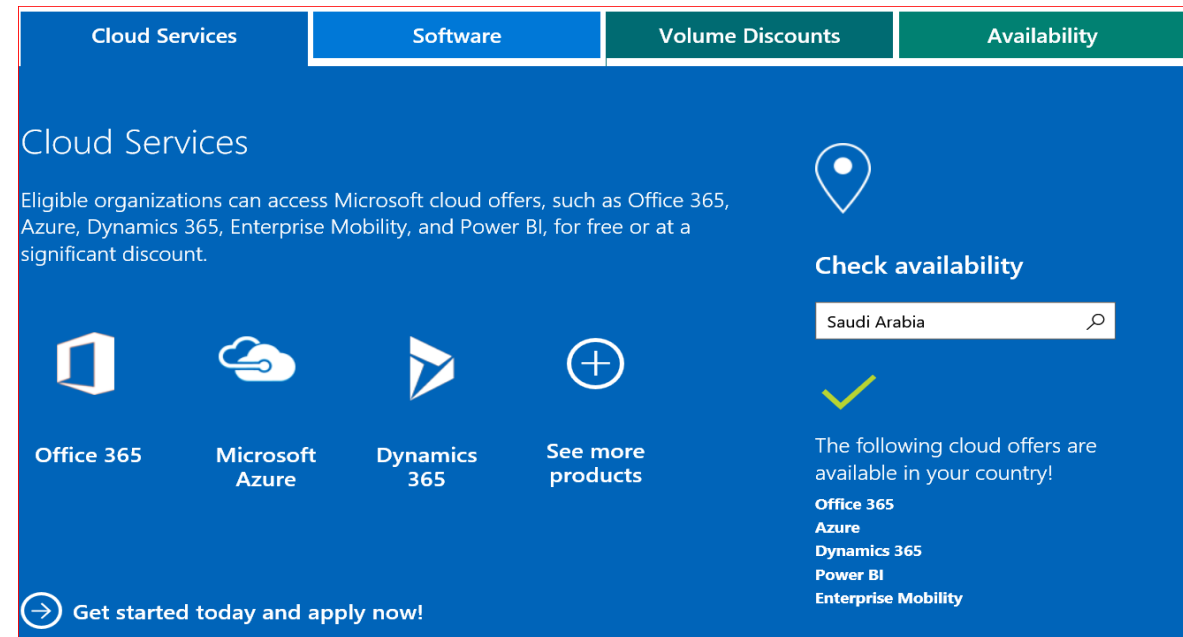 Cloud Services
Software
Volume Discounts
Availability
Cloud Services
Eligible organizations can access Microsoft cloud offers, such as Office 365,
Azure, Dynamics 365, Enterprise Mobility, and Power BI, for free or at a
significant discount.
Office 365
Microsoft
Azure
Dynamics
365
See more
products
Get started today and apply now!
Check availability
Saudi Arabia
The following cloud offers are
available in your country!
Office 365
Azure
Dynamics 365
Power BI
Enterprise Mobility